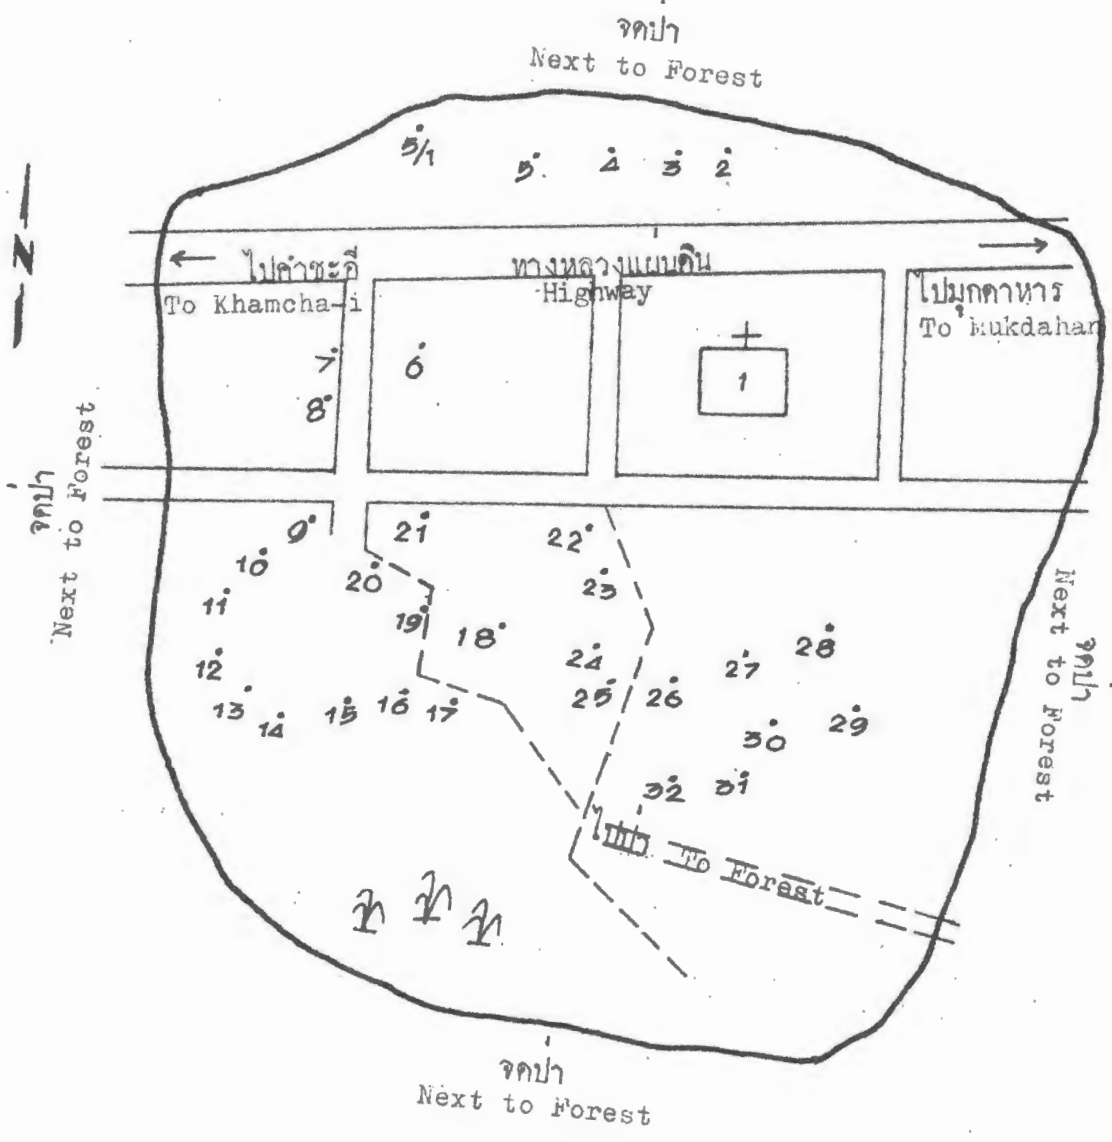 จดป่า
Next to Forest
5/1
5
4
3
2
N
ไปคำชะอี
To Khamcha-i
ทางหลวงแผ่นดิน
Highway
ไปมุกดาหาร
To Mukdahan
7
6
1
8
จดป่า
Next to Forest
9
21
22
10
20
23
11
19
18
28
12
24
27
13
14
15
16
17
25
26
29
30
32
31
ไปป่า To Forest
จดป่า
Next to Forest
จดป่า
Next to Forest